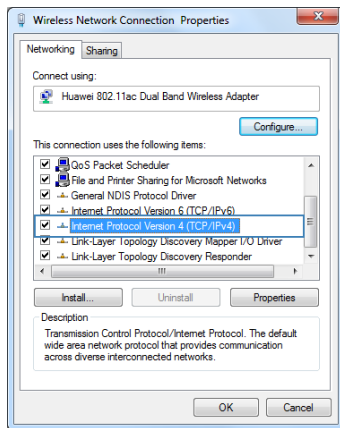 Wireless Network Connection Properties
Networking
Sharing
Connect using:
Huawei 802.11ac Dual Band Wireless Adapter
Configure...
This connection uses the following items:
QoS Packet Scheduler
File and Printer Sharing for Microsoft Networks
General NDIS Protocol Driver
Internet Protocol Version 6 (TCP/IPv6)
Internet Protocol Version 4 (TCP/IPv4)
Link-Layer Topology Discovery Mapper I/O Driver
Link-Layer Topology Discovery Responder
Install...
Uninstall
Properties
Description
Transmission Control Protocol/Internet Protocol. The default
wide area network protocol that provides communication
across diverse interconnected networks.
OK
Cancel